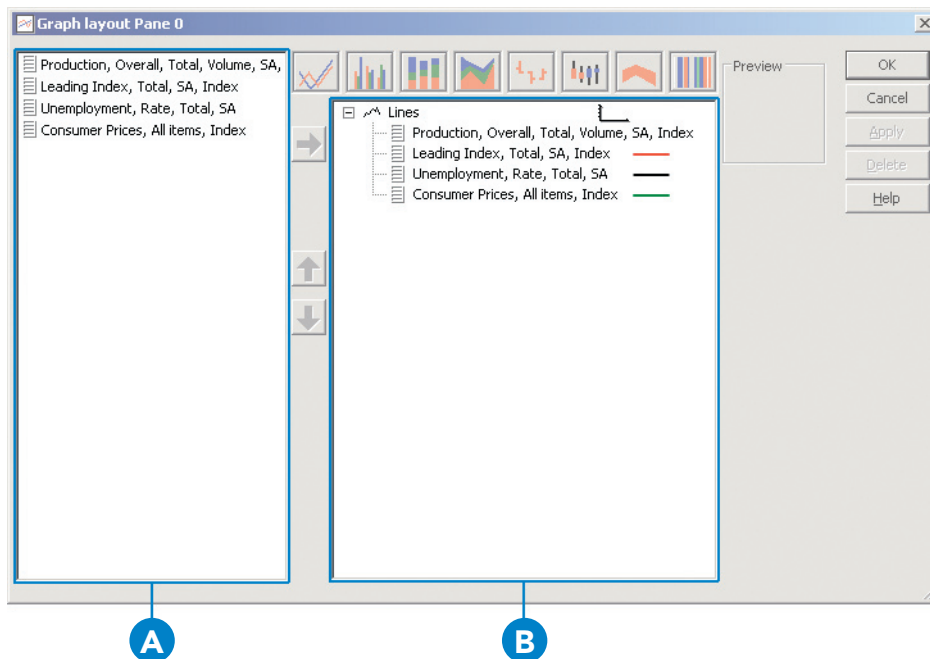 Graph layout Pane 0
Production, Overall, Total, Volume, SA,
Leading Index, Total, SA, Index
Unemployment, Rate, Total, SA
Consumer Prices, All items, Index
Lines
Production, Overall, Total, Volume, SA, Index
Leading Index, Total, SA, Index
Unemployment, Rate, Total, SA
Consumer Prices, All items, Index
Preview
OK
Cancel
Apply
Delete
Help
A
B